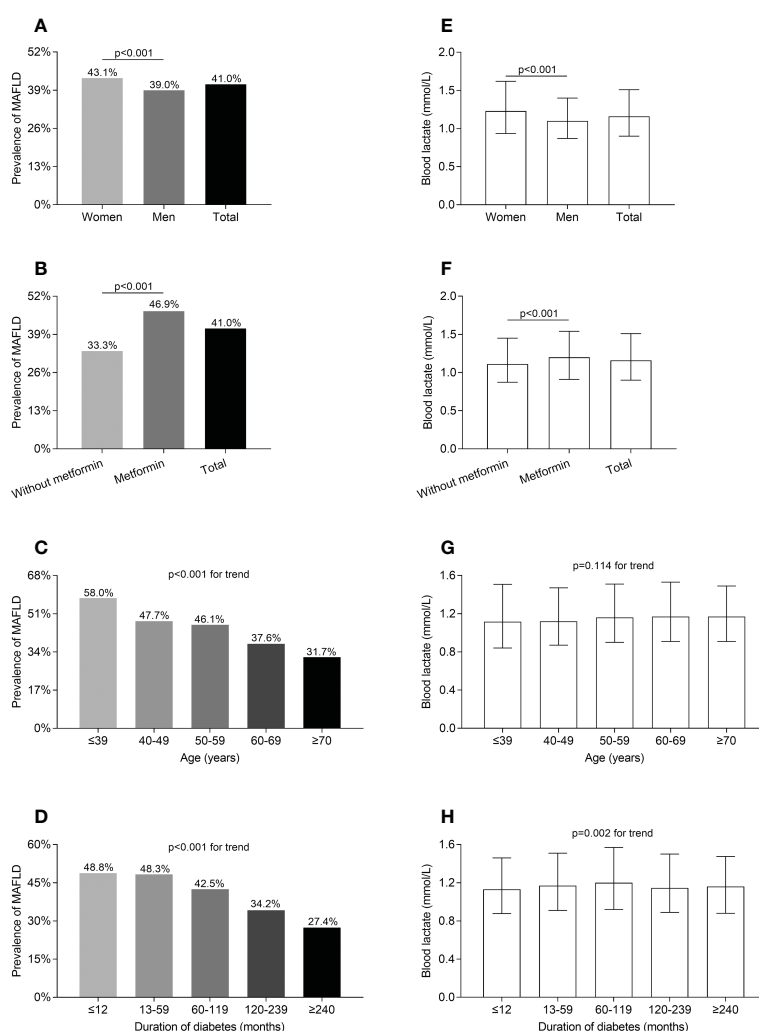 A
Prevalence of MAFLD
52%
39%
26%
13%
0%
p<0.001
43.1%
39.0%
41.0%
Women Men Total
E
Blood lactate (mmol/L)
2.0
1.5
1.0
0.5
0.0
p<0.001
Women Men Total
B
Prevalence of MAFLD
52%
39%
26%
13%
0%
p<0.001
33.3%
46.9%
41.0%
Without metformin Metformin Total
F
Blood lactate (mmol/L)
2.0
1.5
1.0
0.5
0.0
p<0.001
Without metformin Metformin Total
C
Prevalence of MAFLD
68%
51%
34%
17%
0%
p<0.001 for trend
58.0%
47.7%
46.1%
37.6%
31.7%
≤39 40-49 50-59 60-69 ≥70
Age (years)
G
Blood lactate (mmol/L)
1.6
1.2
0.8
0.4
0.0
p=0.114 for trend
≤39 40-49 50-59 60-69 ≥70
Age (years)
D
Prevalence of MAFLD
60%
45%
30%
15%
0%
p<0.001 for trend
48.8%
48.3%
42.5%
34.2%
27.4%
≤12 13-59 60-119 120-239 ≥240
Duration of diabetes (months)
H
Blood lactate (mmol/L)
1.6
1.2
0.8
0.4
0.0
p=0.002 for trend
≤12 13-59 60-119 120-239 ≥240
Duration of diabetes (months)